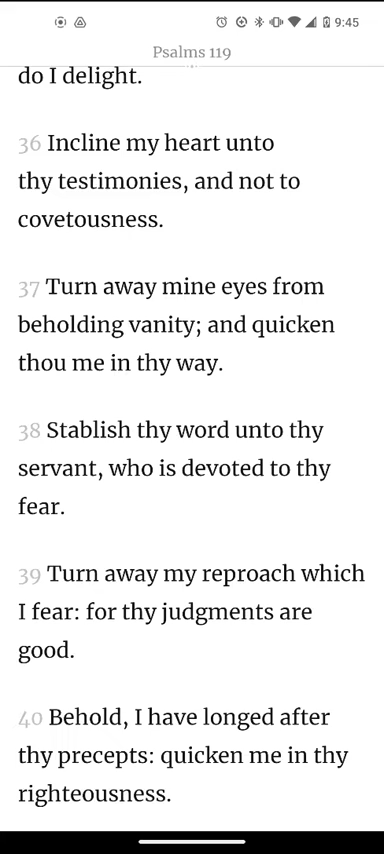 9:45
Psalms 119
do I delight.
36 Incline my heart unto
thy testimonies, and not to
covetousness.
37 Turn away mine eyes from
beholding vanity; and quicken
thou me in thy way.
38 Stablish thy word unto thy
servant, who is devoted to thy
fear.
39 Turn away my reproach which
I fear: for thy judgments are
good.
40 Behold, I have longed after
thy precepts: quicken me in thy
righteousness.